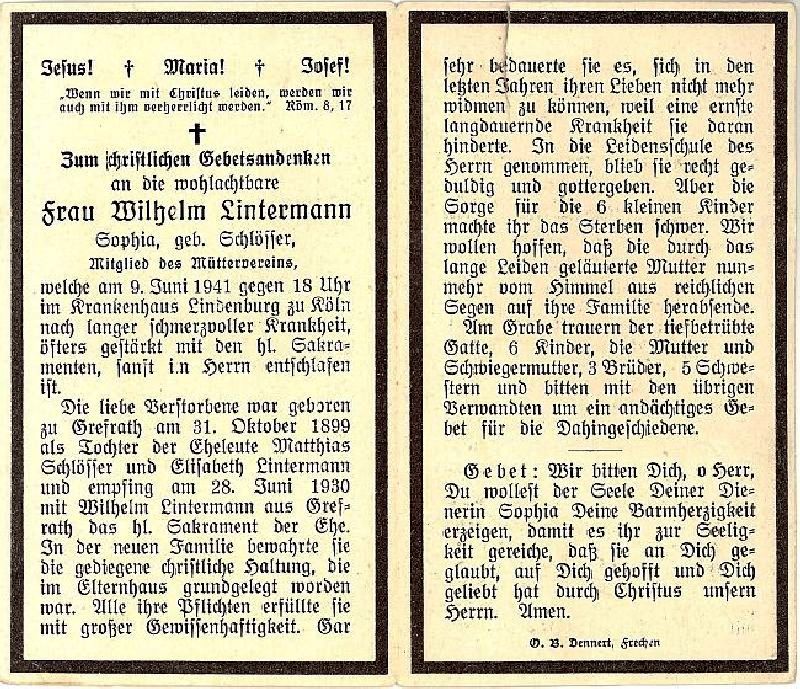 Jesus! † Maria! † Josef!
„Wenn wir mit Christus leiden, werden wir
auch mit ihm verherrlicht werden.“ Röm. 8, 17
✝
Zum christlichen Gebetsandenken
an die wohlachtbare
Frau Wilhelm Lintermann
Sophia, geb. Schlösser,
Mitglied des Müttervereins,
welche am 9. Juni 1941 gegen 18 Uhr
im Krankenhaus Lindenburg zu Köln
nach langer schmerzvoller Krankheit,
öfters gestärkt mit den hl. Sakra-
menten, sanft im Herrn entschlafen
ist.
Die liebe Verstorbene war geboren
zu Grefrath am 31. Oktober 1899
als Tochter der Eheleute Matthias
Schlösser und Elisabeth Lintermann
und empfing am 28. Juni 1930
mit Wilhelm Lintermann aus Gref-
rath das hl. Sakrament der Ehe.
In der neuen Familie bewahrte sie
die gediegene christliche Haltung, die
im Elternhaus grundgelegt worden
war. Alle ihre Pflichten erfüllte sie
mit großer Gewissenhaftigkeit. Gar
sehr bedauerte sie es, sich in den
letzten Jahren ihren Lieben nicht mehr
widmen zu können, weil eine ernste
langdauernde Krankheit sie daran
hinderte. In die Leidensschule des
Herrn genommen, blieb sie recht ge-
duldig und gottergeben. Aber die
Sorge für die 6 kleinen Kinder
machte ihr das Sterben schwer. Wir
wollen hoffen, daß die durch das
lange Leiden geläuterte Mutter nun-
mehr vom Himmel aus reichlichen
Segen auf ihre Familie herabsende.
Am Grabe trauern der tiefbetrübte
Gatte, 6 Kinder, die Mutter und
Schwiegermutter, 3 Brüder, 5 Schwe-
stern und bitten mit den übrigen
Verwandten um ein andächtiges Ge-
bet für die Dahingeschiedene.
Gebet: Wir bitten Dich, o Herr,
Du wollest der Seele Deiner Die-
nerin Sophia Deine Barmherzigkeit
erzeigen, damit es ihr zur Seelig-
keit gereiche, daß sie an Dich ge-
glaubt, auf Dich gehofft und Dich
geliebt hat durch Christus unsern
Herrn. Amen.
O. B. Dennert, Frechen